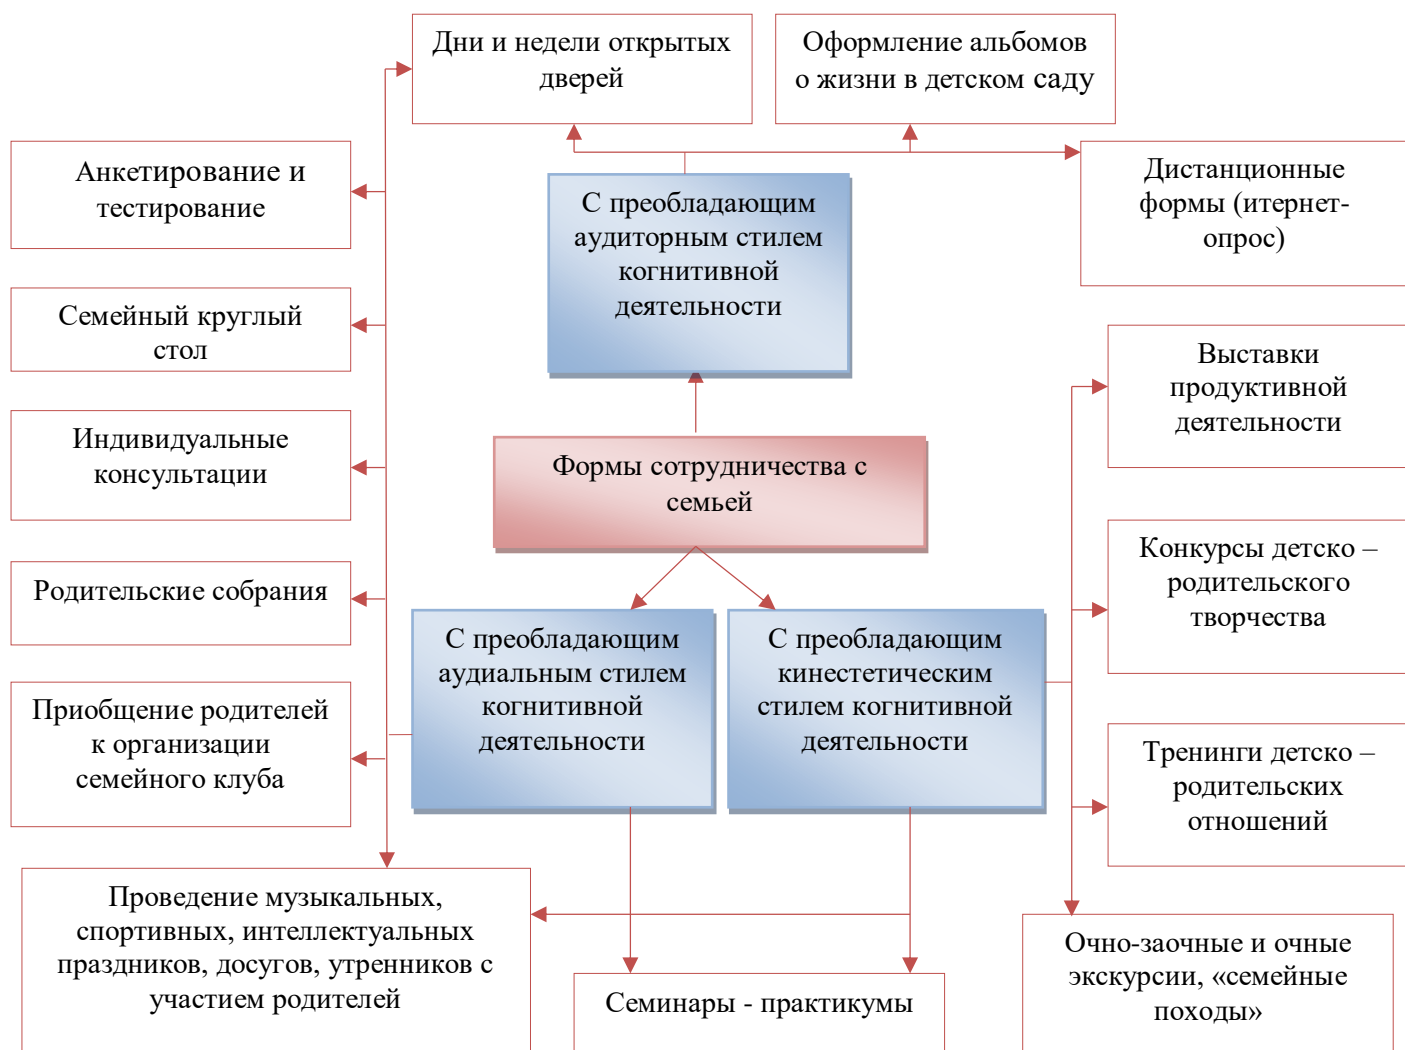 Дни и недели открытых
дверей
Оформление альбомов
о жизни в детском саду
Анкетирование и
тестирование
Дистанционные
формы (итернет-
опрос)
С преобладающим
аудиторным стилем
когнитивной
деятельности
Семейный круглый
стол
Выставки
продуктивной
деятельности
Индивидуальные
консультации
Формы сотрудничества с
семьей
Конкурсы детско –
родительского
творчества
Родительские собрания
С преобладающим
аудиальным стилем
когнитивной
деятельности
С преобладающим
кинестетическим
стилем когнитивной
деятельности
Приобщение родителей
к организации
семейного клуба
Тренинги детско –
родительских
отношений
Проведение музыкальных,
спортивных, интеллектуальных
праздников, досугов, утренников с
участием родителей
Семинары - практикумы
Очно-заочные и очные
экскурсии, «семейные
походы»